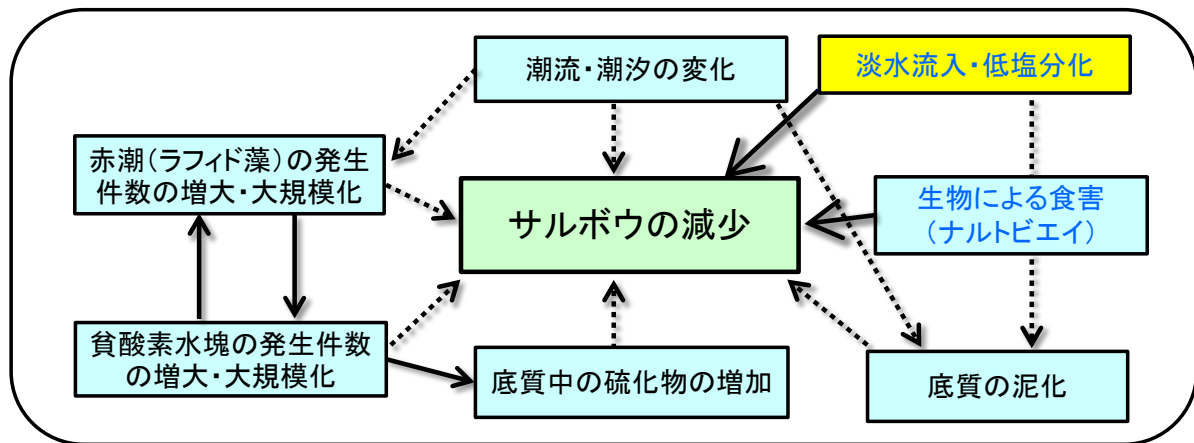 潮流・潮汐の変化
淡水流入・低塩分化
赤潮（ラフィド藻）の発生
件数の増大・大規模化
サルボウの減少
生物による食害
（ナルトビエイ）
貧酸素水塊の発生件数
の増大・大規模化
底質中の硫化物の増加
底質の泥化